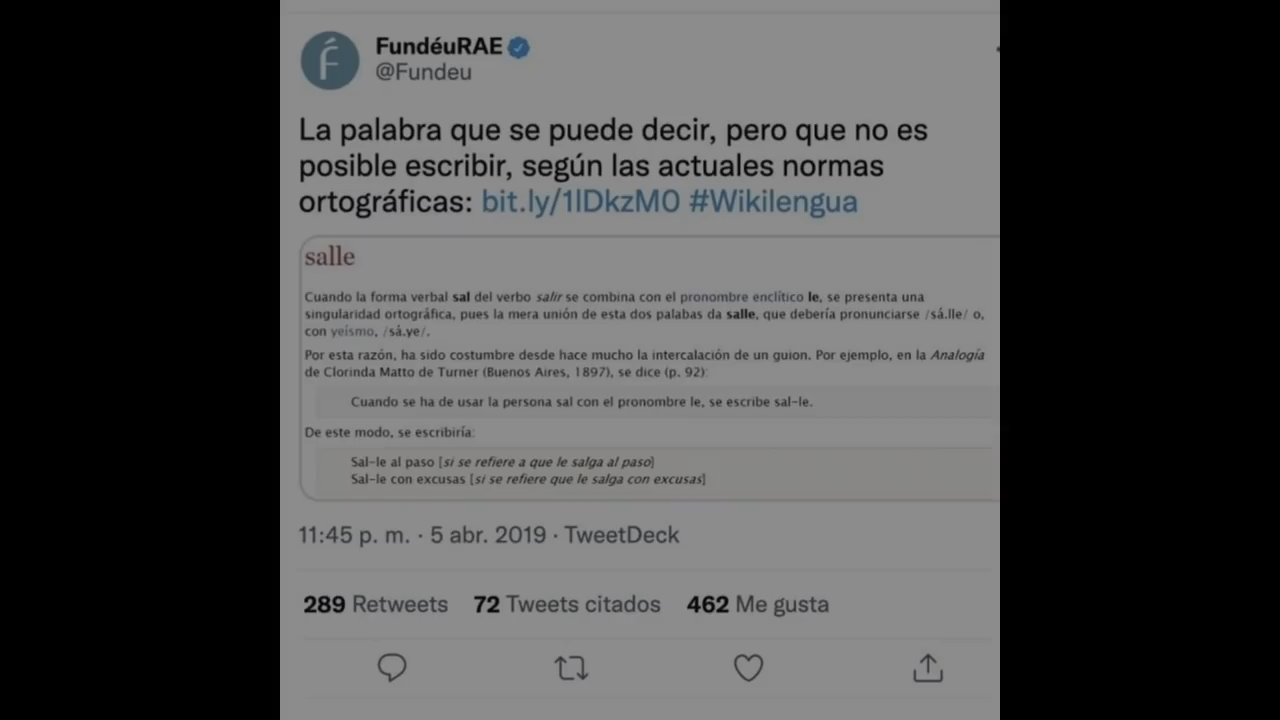 FundéuRAE
@Fundeu
La palabra que se puede decir, pero que no es
posible escribir, según las actuales normas
ortográficas: bit.ly/1lDkzM0 #Wikilengua
salle
Cuando la forma verbal sal del verbo salir se combina con el pronombre enclítico le, se presenta una
singularidad ortográfica, pues la mera unión de esta dos palabas da salle, que debería pronunciarse /sá.lle/ o,
con yeísmo, /sá.ye/.
Por esta razón, ha sido costumbre desde hace mucho la intercalación de un guion. Por ejemplo, en la Analogía
de Clorinda Matto de Turner (Buenos Aires, 1897), se dice (p. 92):
Cuando se ha de usar la persona sal con el pronombre le, se escribe sal-le.
De este modo, se escribiría:
Sal-le al paso [si se refiere a que le salga al paso]
Sal-le con excusas [si se refiere que le salga con excusas]
11:45 p. m. · 5 abr. 2019 · TweetDeck
289 Retweets 72 Tweets citados 462 Me gusta